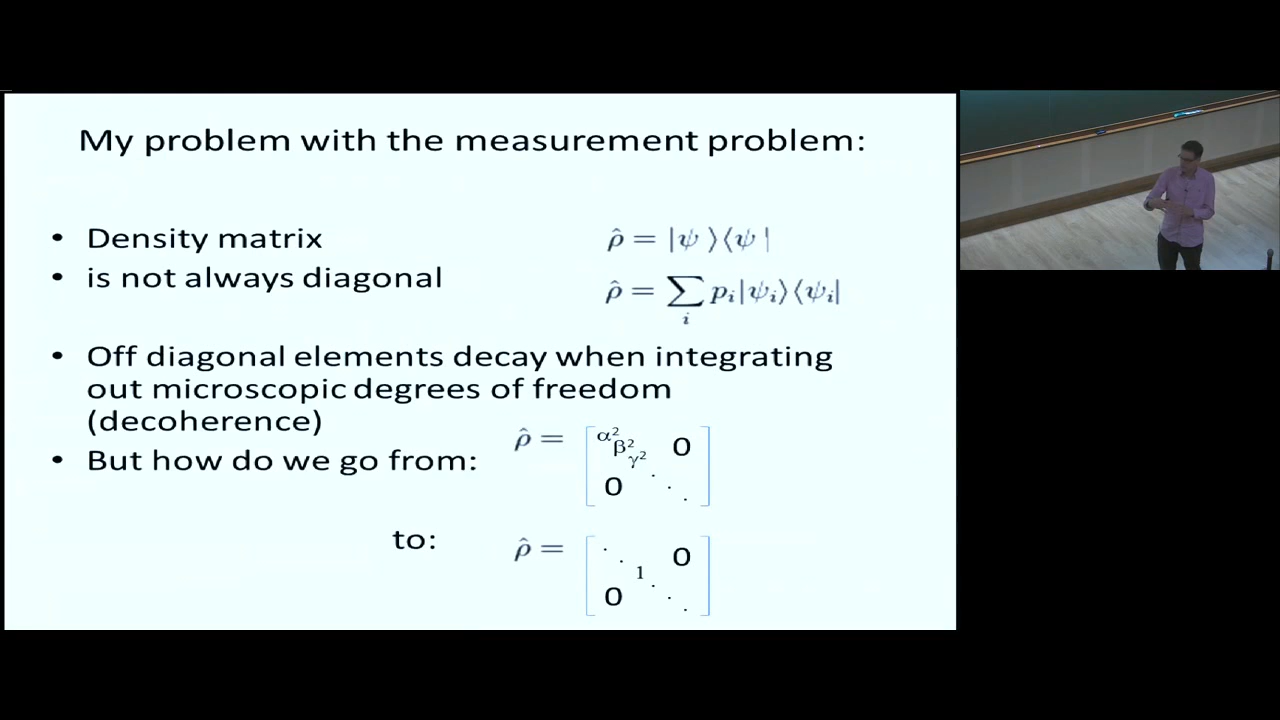 My problem with the measurement problem:
• Density matrix
ρ̂ = |ψ⟩⟨ψ|
• is not always diagonal
ρ̂ = ∑ᵢ pᵢ|ψᵢ⟩⟨ψᵢ|
• Off diagonal elements decay when integrating
out microscopic degrees of freedom
(decoherence)
• But how do we go from:
ρ̂ = [ α² β² γ² ⋱ 0 0 ]
to:
ρ̂ = [ ⋱ 1 ⋱ 0 0 ]